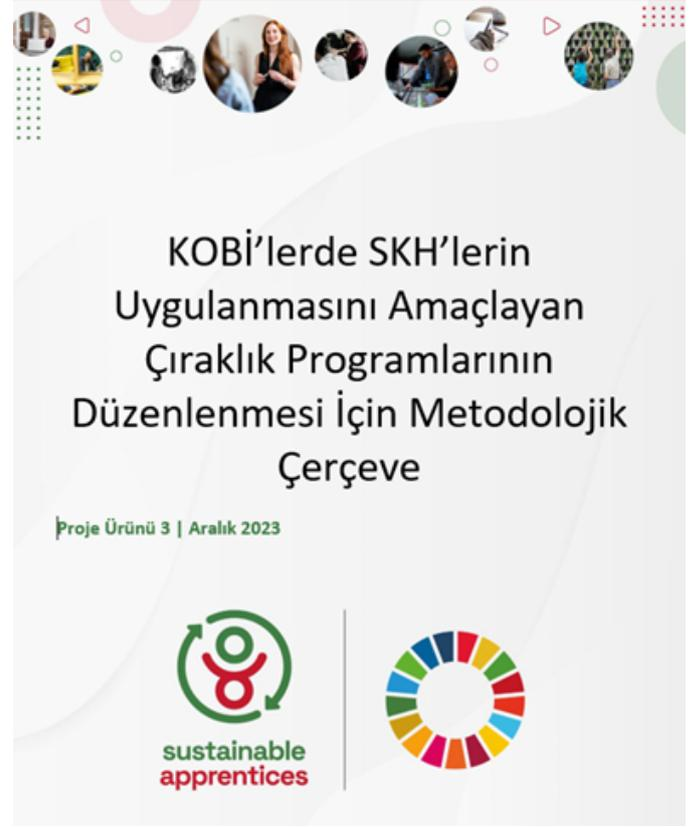 KOBİ’lerde SKH’lerin
Uygulanmasını Amaçlayan
Çıraklık Programlarının
Düzenlenmesi İçin Metodolojik
Çerçeve
Proje Ürünü 3 | Aralık 2023
sustainable
apprentices